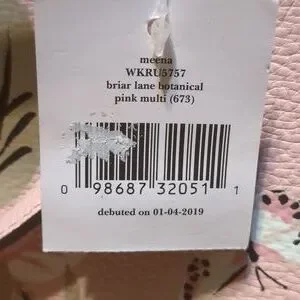 meena
WKRU5757
briar lane botanical
pink multi (673)
0 98687 32051 1
debuted on 01-04-2019